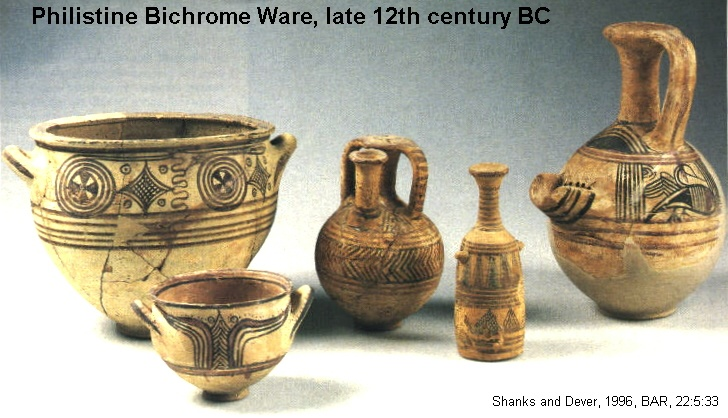 Philistine Bichrome Ware, late 12th century BC
Shanks and Dever, 1996, BAR, 22:5:33